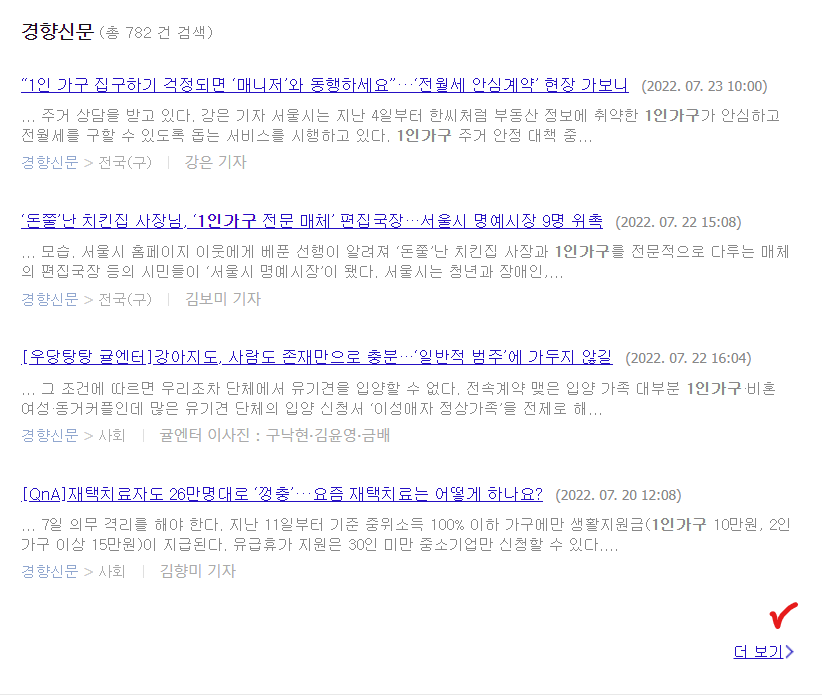 경향신문 (총 782 건 검색)
“1인 가구 집구하기 걱정되면 ‘매니저’와 동행하세요”…‘전월세 안심계약’ 현장 가보니 (2022. 07. 23 10:00)
... 주거 상담을 받고 있다. 강은 기자 서울시는 지난 4일부터 한씨처럼 부동산 정보에 취약한 1인가구가 안심하고
전월세를 구할 수 있도록 돕는 서비스를 시행하고 있다. 1인가구 주거 안정 대책 중...
경향신문 > 전국(구) | 강은 기자
‘돈쭐’난 치킨집 사장님, ‘1인가구 전문 매체’ 편집국장…서울시 명예시장 9명 위촉 (2022. 07. 22 15:08)
... 모습. 서울시 홈페이지 이웃에게 베푼 선행이 알려져 ‘돈쭐’난 치킨집 사장과 1인가구를 전문적으로 다루는 매체
의 편집국장 등의 시민들이 ‘서울시 명예시장’이 됐다. 서울시는 청년과 장애인,...
경향신문 > 전국(구) | 김보미 기자
[우당탕탕 귤엔터]강아지도, 사람도 존재만으로 충분…‘일반적 범주’에 가두지 않길 (2022. 07. 22 16:04)
... 그 조건에 따르면 우리조차 단체에서 유기견을 입양할 수 없다. 전속계약 맺은 입양 가족 대부분 1인가구·비혼
여성·동거커플인데 많은 유기견 단체의 입양 신청서 ‘이성애자 정상가족’을 전제로 해...
경향신문 > 사회 | 귤엔터 이사진 : 구낙현·김윤영·금배
[QnA]재택치료자도 26만명대로 ‘껑충’…요즘 재택치료는 어떻게 하나요? (2022. 07. 20 12:08)
... 7일 의무 격리를 해야 한다. 지난 11일부터 기준 중위소득 100% 이하 가구에만 생활지원금(1인가구 10만원, 2인
가구 이상 15만원)이 지급된다. 유급휴가 지원은 30인 미만 중소기업만 신청할 수 있다....
경향신문 > 사회 | 김향미 기자
더 보기>